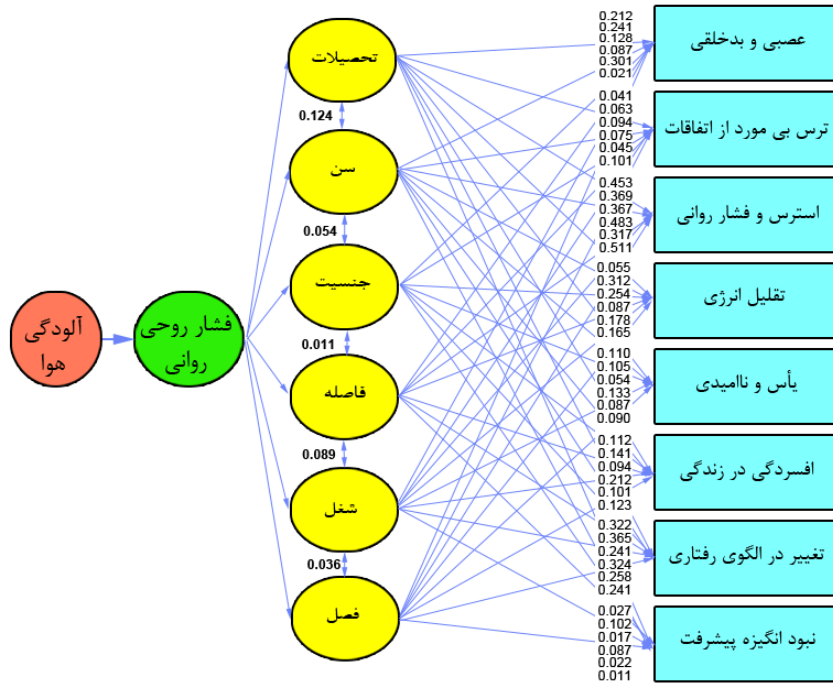 آلودگی
هوا
فشار روحی
روانی
تحصیلات
0.124
سن
0.054
جنسیت
0.011
فاصله
0.089
شغل
0.036
فصل
0.212
0.241
0.128
0.087
0.301
0.021
عصبی و بدخلقی
0.041
0.063
0.094
0.075
0.045
0.101
ترس بی مورد از اتفاقات
0.453
0.369
0.367
0.483
0.317
0.511
استرس و فشار روانی
0.055
0.312
0.254
0.087
0.178
0.165
تقلیل انرژی
0.110
0.105
0.054
0.133
0.087
0.090
یأس و ناامیدی
0.112
0.141
0.094
0.212
0.101
0.123
افسردگی در زندگی
0.322
0.365
0.241
0.324
0.258
0.241
تغییر در الگوی رفتاری
0.027
0.102
0.017
0.087
0.022
0.011
نبود انگیزه پیشرفت